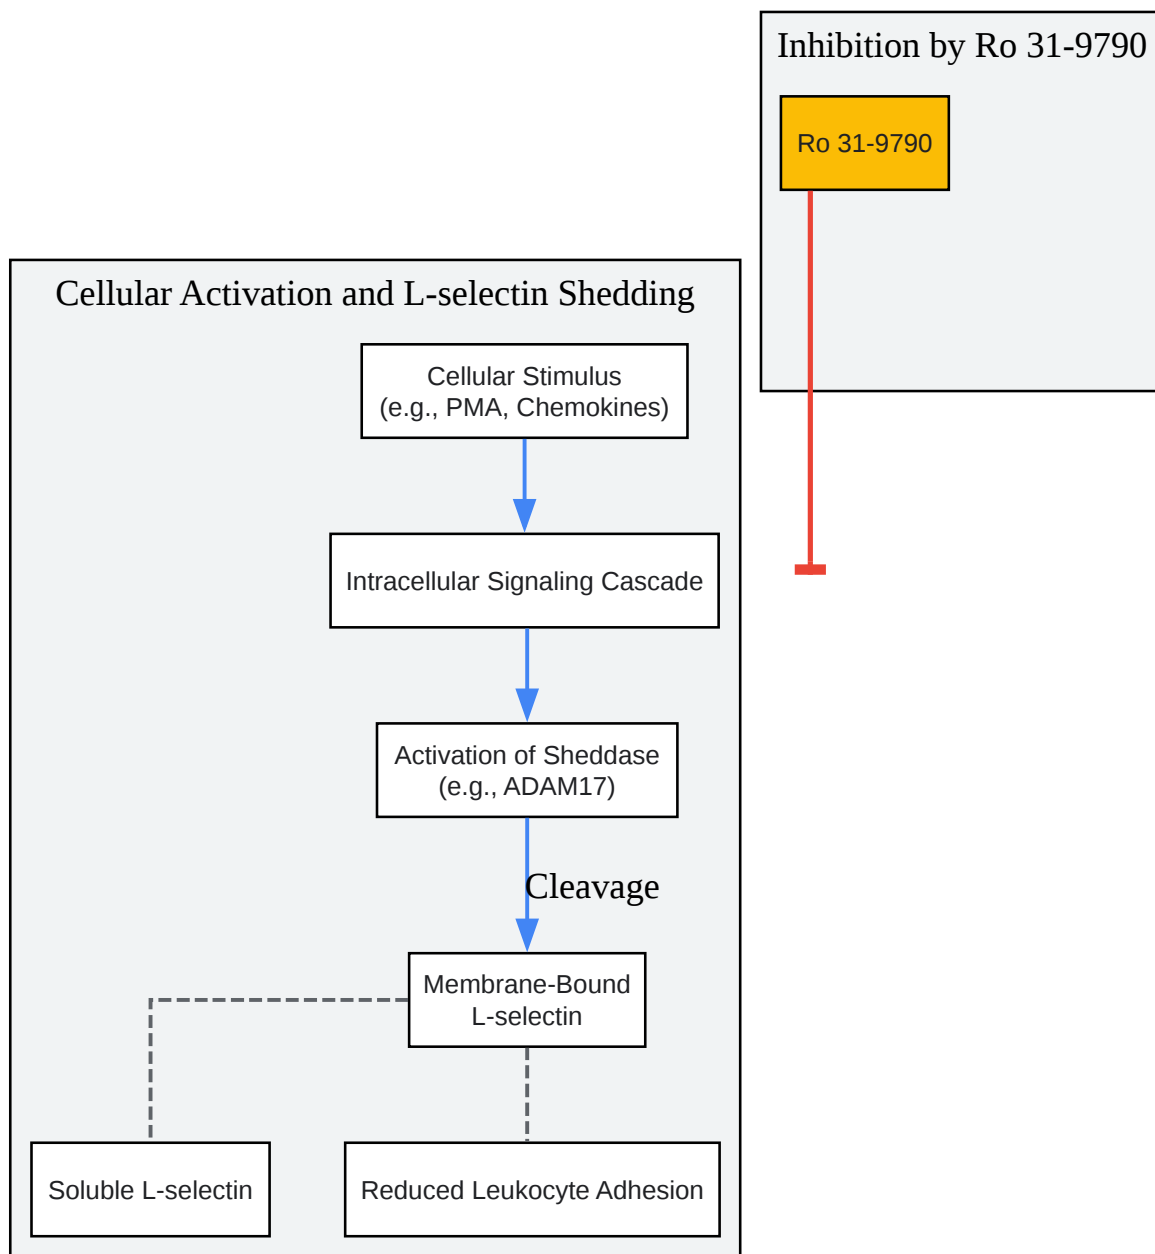 Inhibition by Ro 31-9790
Ro 31-9790
Cellular Activation and L-selectin Shedding
Cellular Stimulus
(e.g., PMA, Chemokines)
Intracellular Signaling Cascade
Activation of Sheddase
(e.g., ADAM17)
Cleavage
Membrane-Bound
L-selectin
Soluble L-selectin
Reduced Leukocyte Adhesion